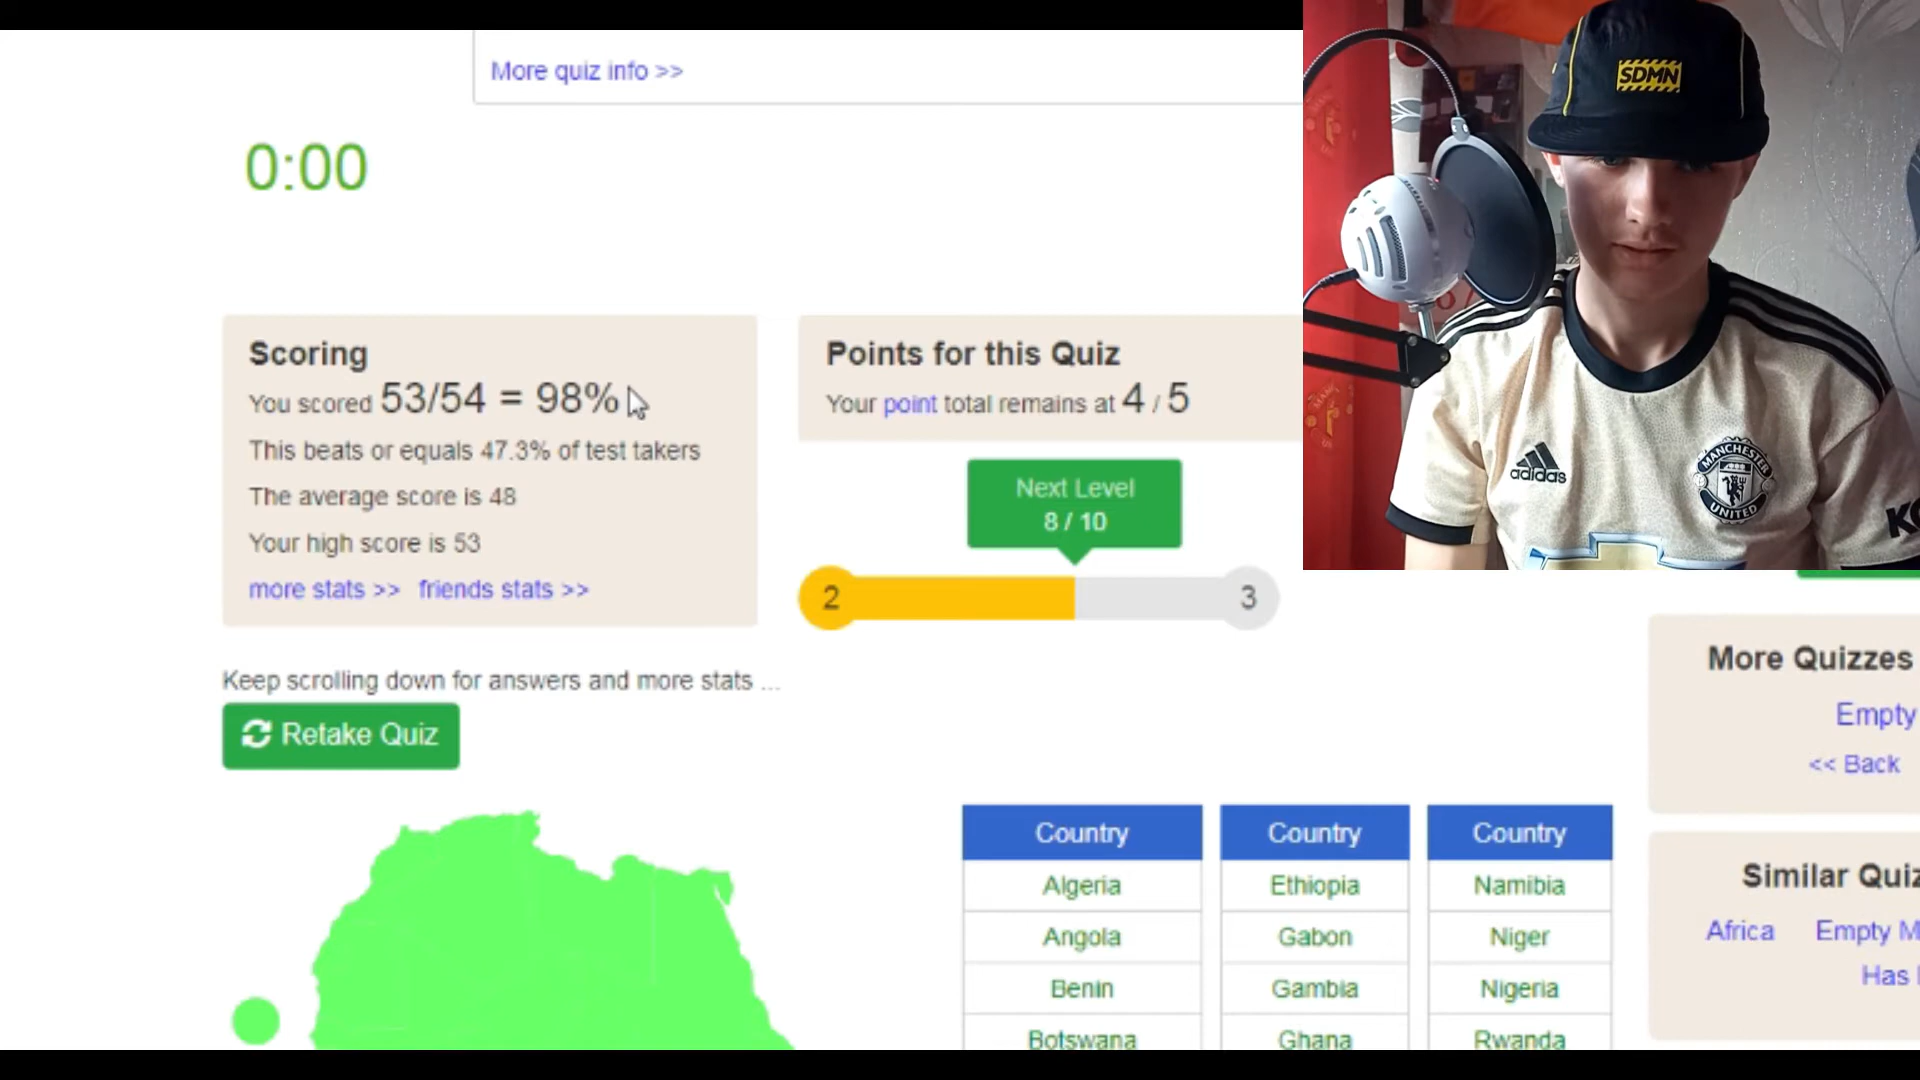 More quiz info >>
0:00
Scoring
You scored 53/54 = 98%
This beats or equals 47.3% of test takers
The average score is 48
Your high score is 53
more stats >> friends stats >>
Points for this Quiz
Your point total remains at 4 / 5
Next Level
8 / 10
2
3
Keep scrolling down for answers and more stats ...
Retake Quiz
Country
Algeria
Angola
Benin
Botswana
Country
Ethiopia
Gabon
Gambia
Ghana
Country
Namibia
Niger
Nigeria
Rwanda
More Quizzes
Empty
<< Back
Similar Quiz
Africa Empty M
Has
SDMN
adidas
MANCHESTER
UNITED
KO